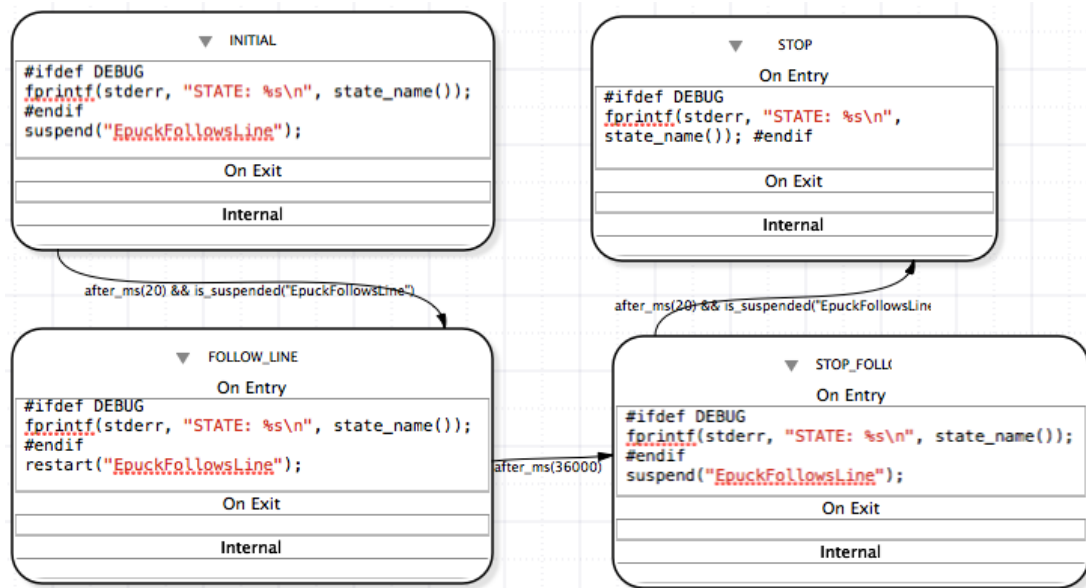 INITIAL
#ifdef DEBUG
fprintf(stderr, "STATE: %s\n", state_name());
#endif
suspend("EpuckFollowsLine");
On Exit
Internal
STOP
On Entry
#ifdef DEBUG
fprintf(stderr, "STATE: %s\n",
state_name()); #endif
On Exit
Internal
after_ms(20) && is_suspended("EpuckFollowsLine")
after_ms(20) && is_suspended("EpuckFollowsLine
FOLLOW_LINE
On Entry
#ifdef DEBUG
fprintf(stderr, "STATE: %s\n", state_name());
#endif
restart("EpuckFollowsLine");
On Exit
Internal
after_ms(36000)
STOP_FOLL
On Entry
#ifdef DEBUG
fprintf(stderr, "STATE: %s\n", state_name());
#endif
suspend("EpuckFollowsLine");
On Exit
Internal